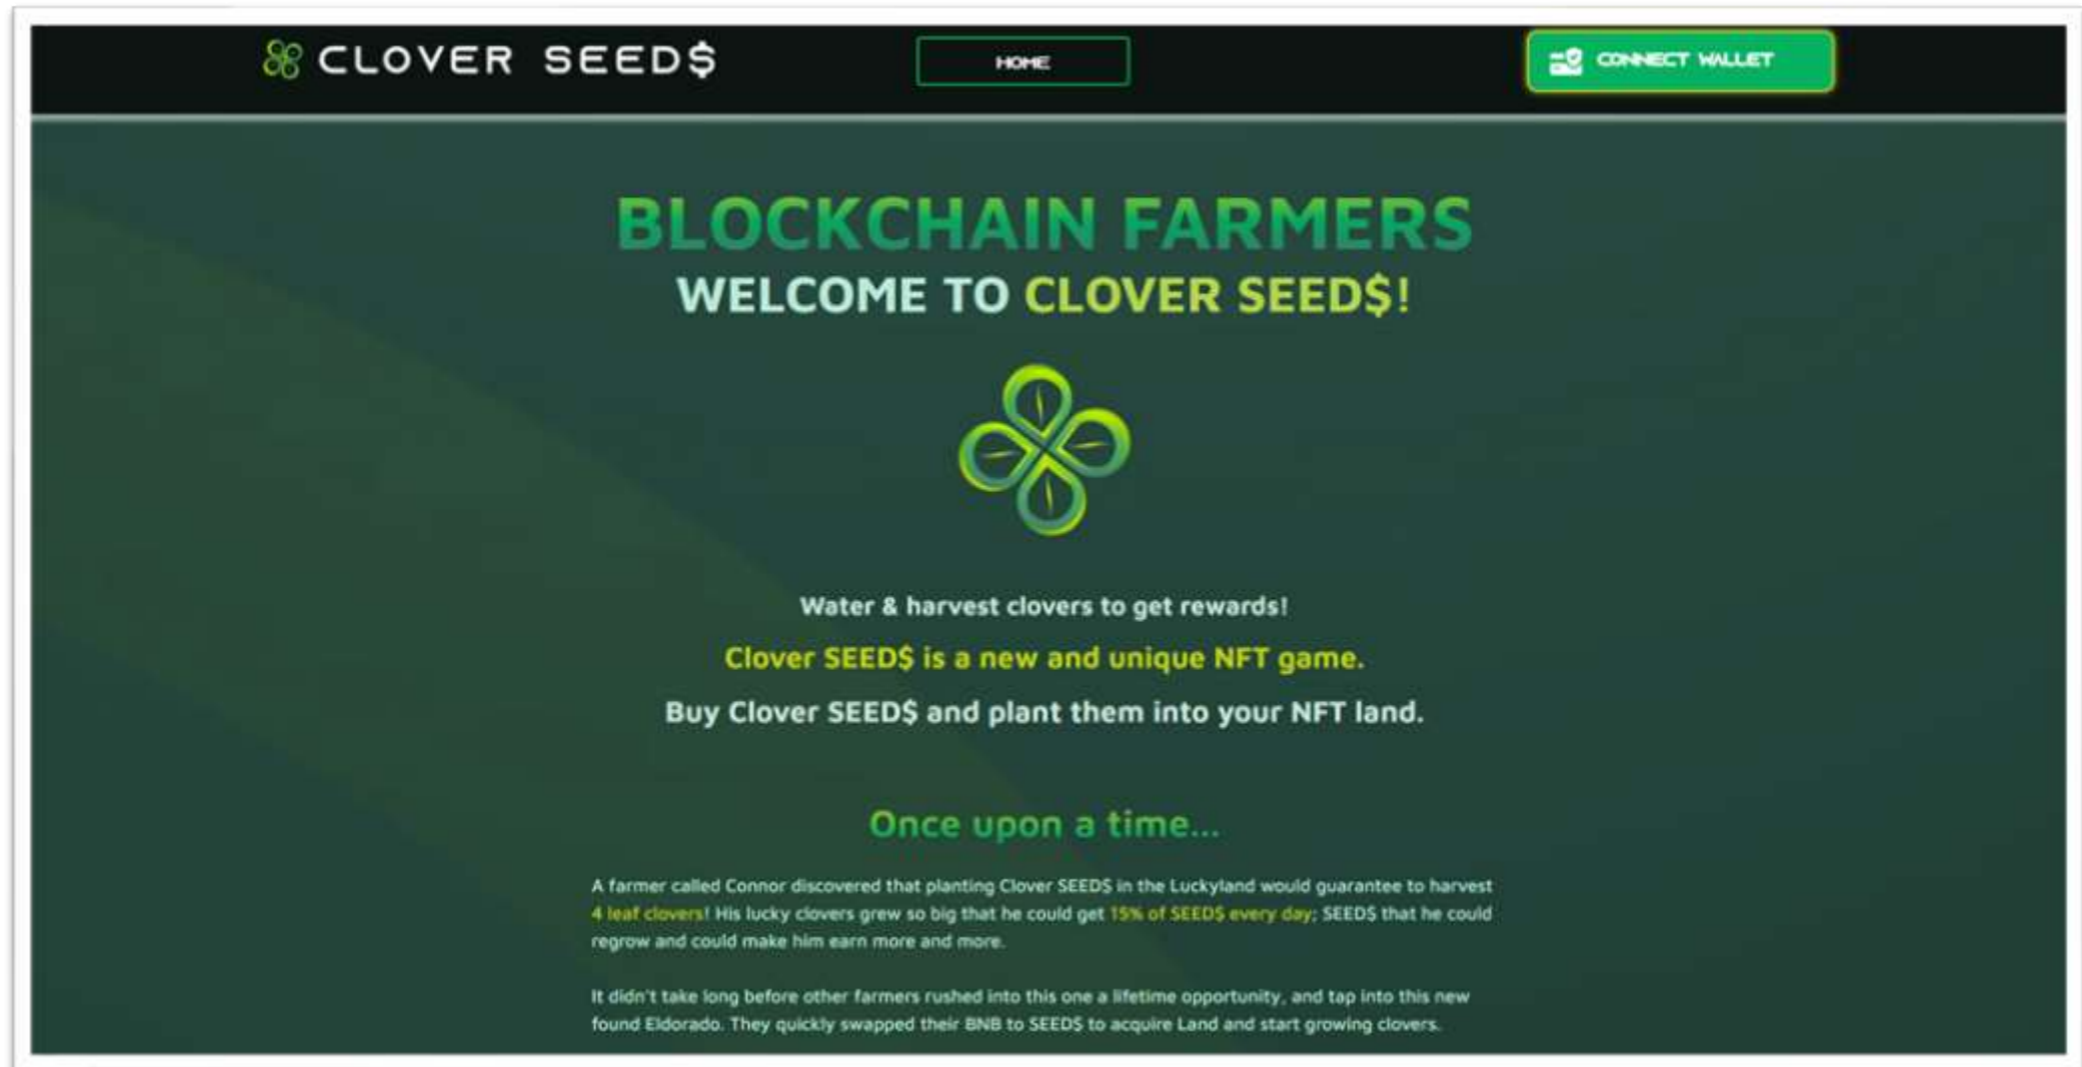 CLOVER SEED$
HOME
CONNECT WALLET
BLOCKCHAIN FARMERS
WELCOME TO CLOVER SEED$!
Water & harvest clovers to get rewards!
Clover SEED$ is a new and unique NFT game.
Buy Clover SEED$ and plant them into your NFT land.
Once upon a time...
A farmer called Connor discovered that planting Clover SEED$ in the Luckyland would guarantee to harvest
4 leaf clovers! His lucky clovers grew so big that he could get 15% of SEED$ every day; SEED$ that he could
regrow and could make him earn more and more.
It didn't take long before other farmers rushed into this one a lifetime opportunity, and tap into this new
found Eldorado. They quickly swapped their BNB to SEED$ to acquire Land and start growing clovers.